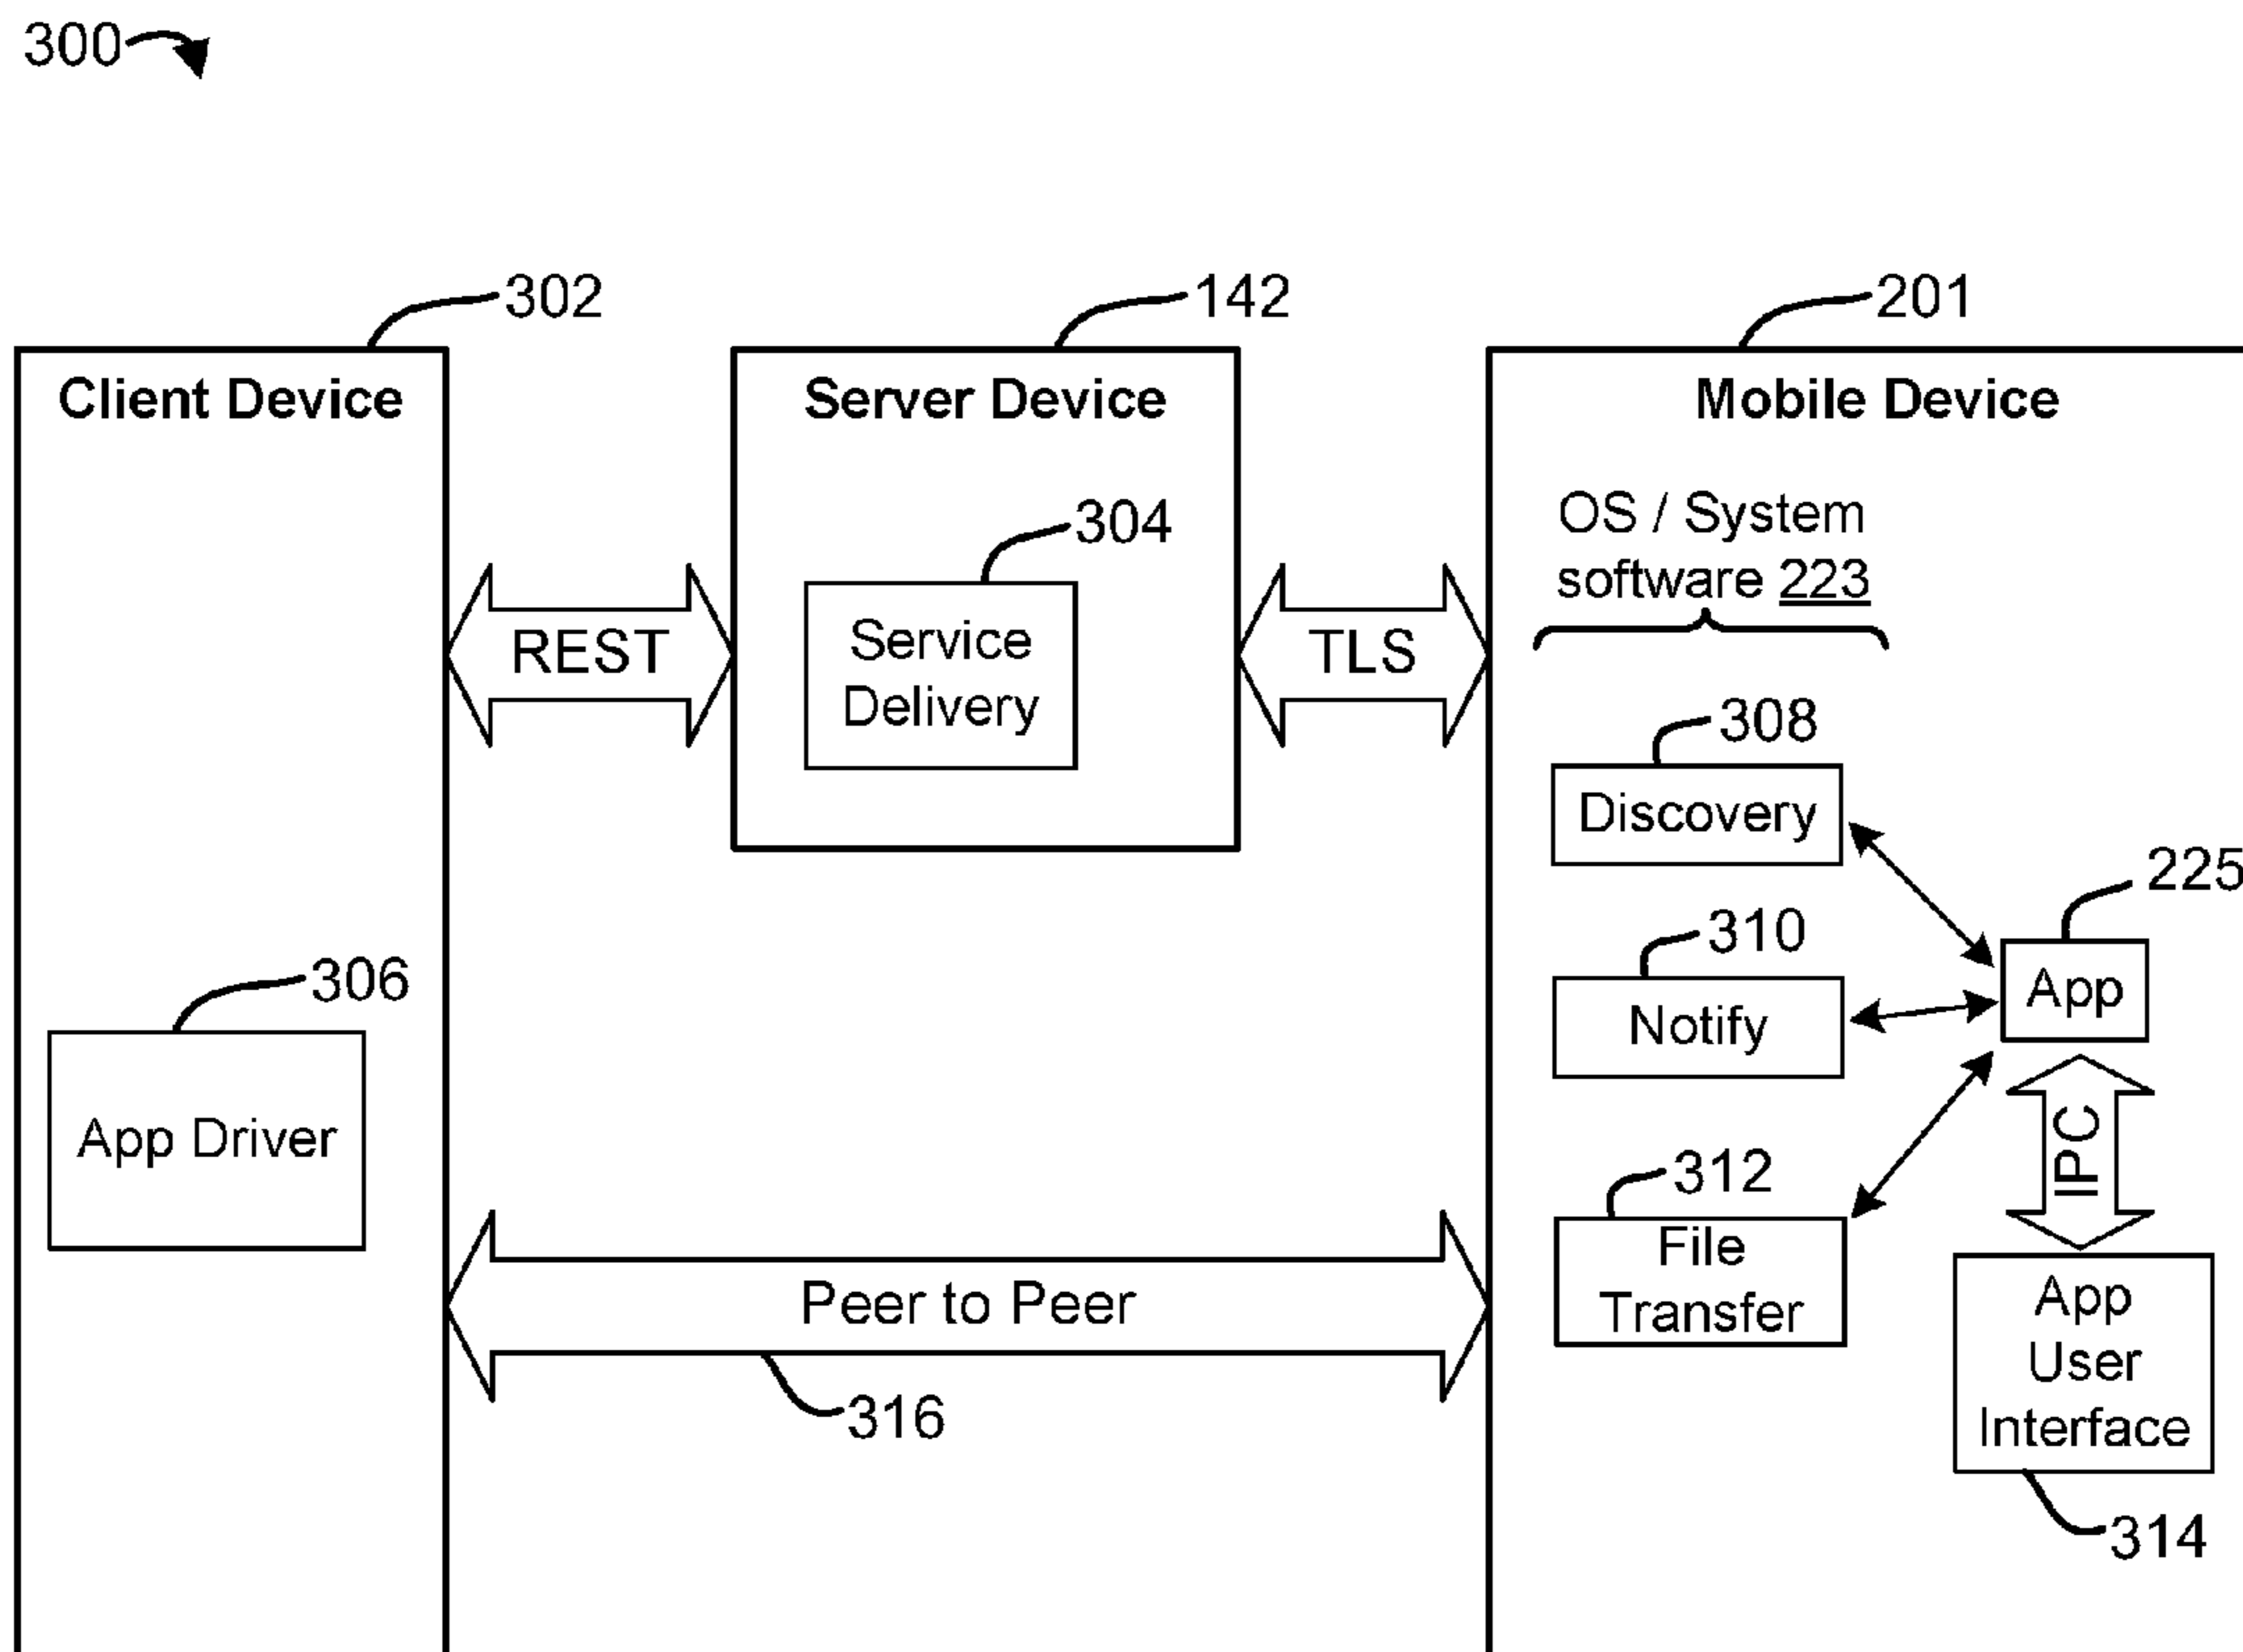 300
302
142
201
Client Device
Server Device
Mobile Device
OS / System
software 223
304
REST
Service
Delivery
TLS
308
Discovery
225
310
Notify
App
306
App Driver
IPC
312
File
Transfer
Peer to Peer
316
App
User
Interface
314